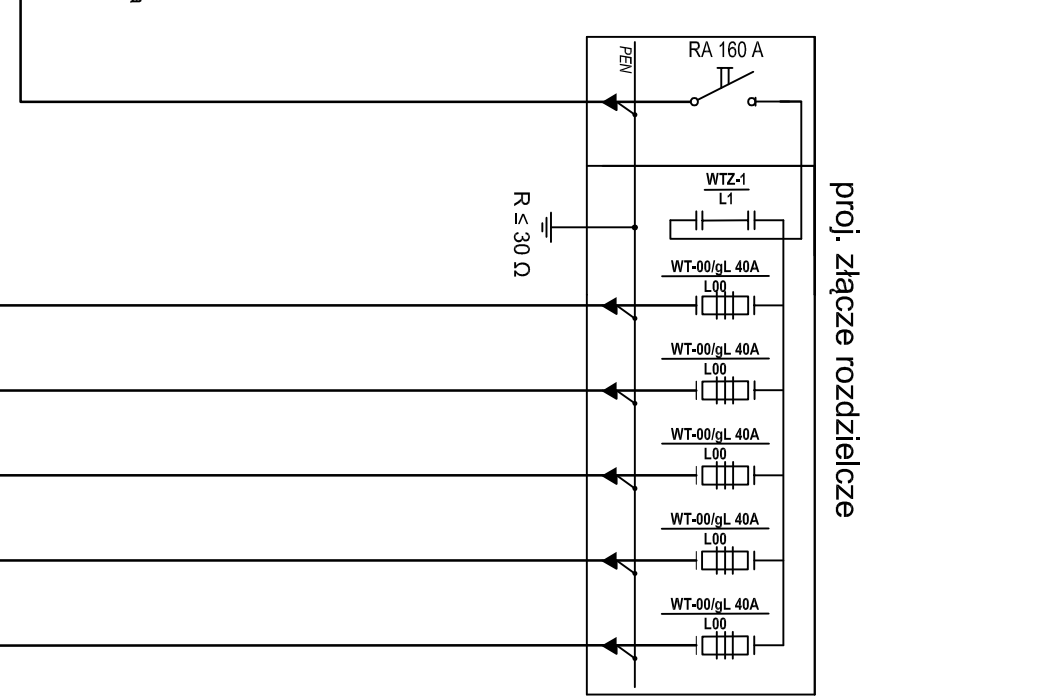 RA 160 A
PEN
WTZ-1
L1
R ≤ 30 Ω
WT-00/gL 40A
L00
WT-00/gL 40A
L00
WT-00/gL 40A
L00
WT-00/gL 40A
L00
WT-00/gL 40A
L00
proj. złącze rozdzielcze